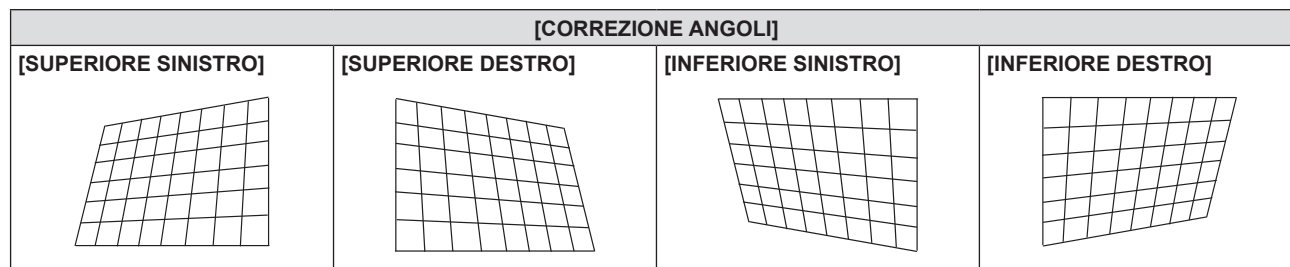 [CORREZIONE ANGOLI]
[SUPERIORE SINISTRO]
[SUPERIORE DESTRO]
[INFERIORE SINISTRO]
[INFERIORE DESTRO]